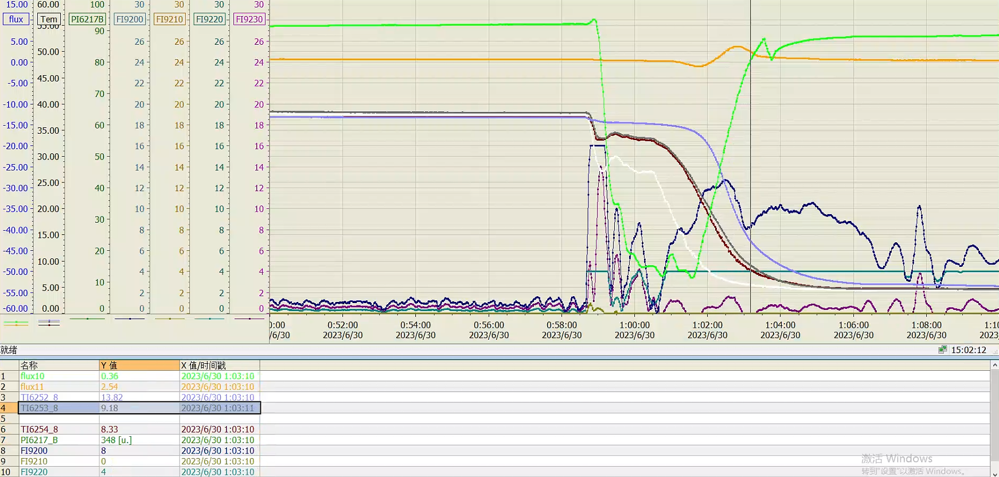 15.00 60.00 100 30 30 30 30
flux Tem PI6217B FI9200 FI9210 FI9220 FI9230
55.00 90
5.00 26 26 26 26
50.00
0.00 80 24 24 24 24
45.00
-5.00 22 22 22 22
70
-10.00 40.00 20 20 20 20
-15.00 60 18 18 18 18
35.00
-20.00 16 16 16 16
30.00 50
-25.00 14 14 14 14
25.00
-30.00 40 12 12 12 12
-35.00 20.00 10 10 10 10
30
-40.00 8 8 8 8
15.00
-45.00 20 6 6 6 6
10.00
-50.00 4 4 4 4
5.00 10
-55.00 2 2 2 2
-60.00 0.00 0 0 0 0 0
0:00 0:52:00 0:54:00 0:56:00 0:58:00 1:00:00 1:02:00 1:04:00 1:06:00 1:08:00 1:10
/6/30 2023/6/30 2023/6/30 2023/6/30 2023/6/30 2023/6/30 2023/6/30 2023/6/30 2023/6/30 2023/6/30 2023
就绪 15:02:12
名称 Y 值 X 值/时间戳
1 flux10 0.36 2023/6/30 1:03:10
2 flux11 2.54 2023/6/30 1:03:10
3 TI6252_8 13.82 2023/6/30 1:03:10
4 TI6253_8 9.18 2023/6/30 1:03:11
5
6 TI6254_8 8.33 2023/6/30 1:03:10
7 PI6217_B 348 [u.] 2023/6/30 1:03:10
8 FI9200 8 2023/6/30 1:03:10
9 FI9210 0 2023/6/30 1:03:10
10 FI9220 4 2023/6/30 1:03:10
激活 Windows
转到"设置"以激活 Windows。